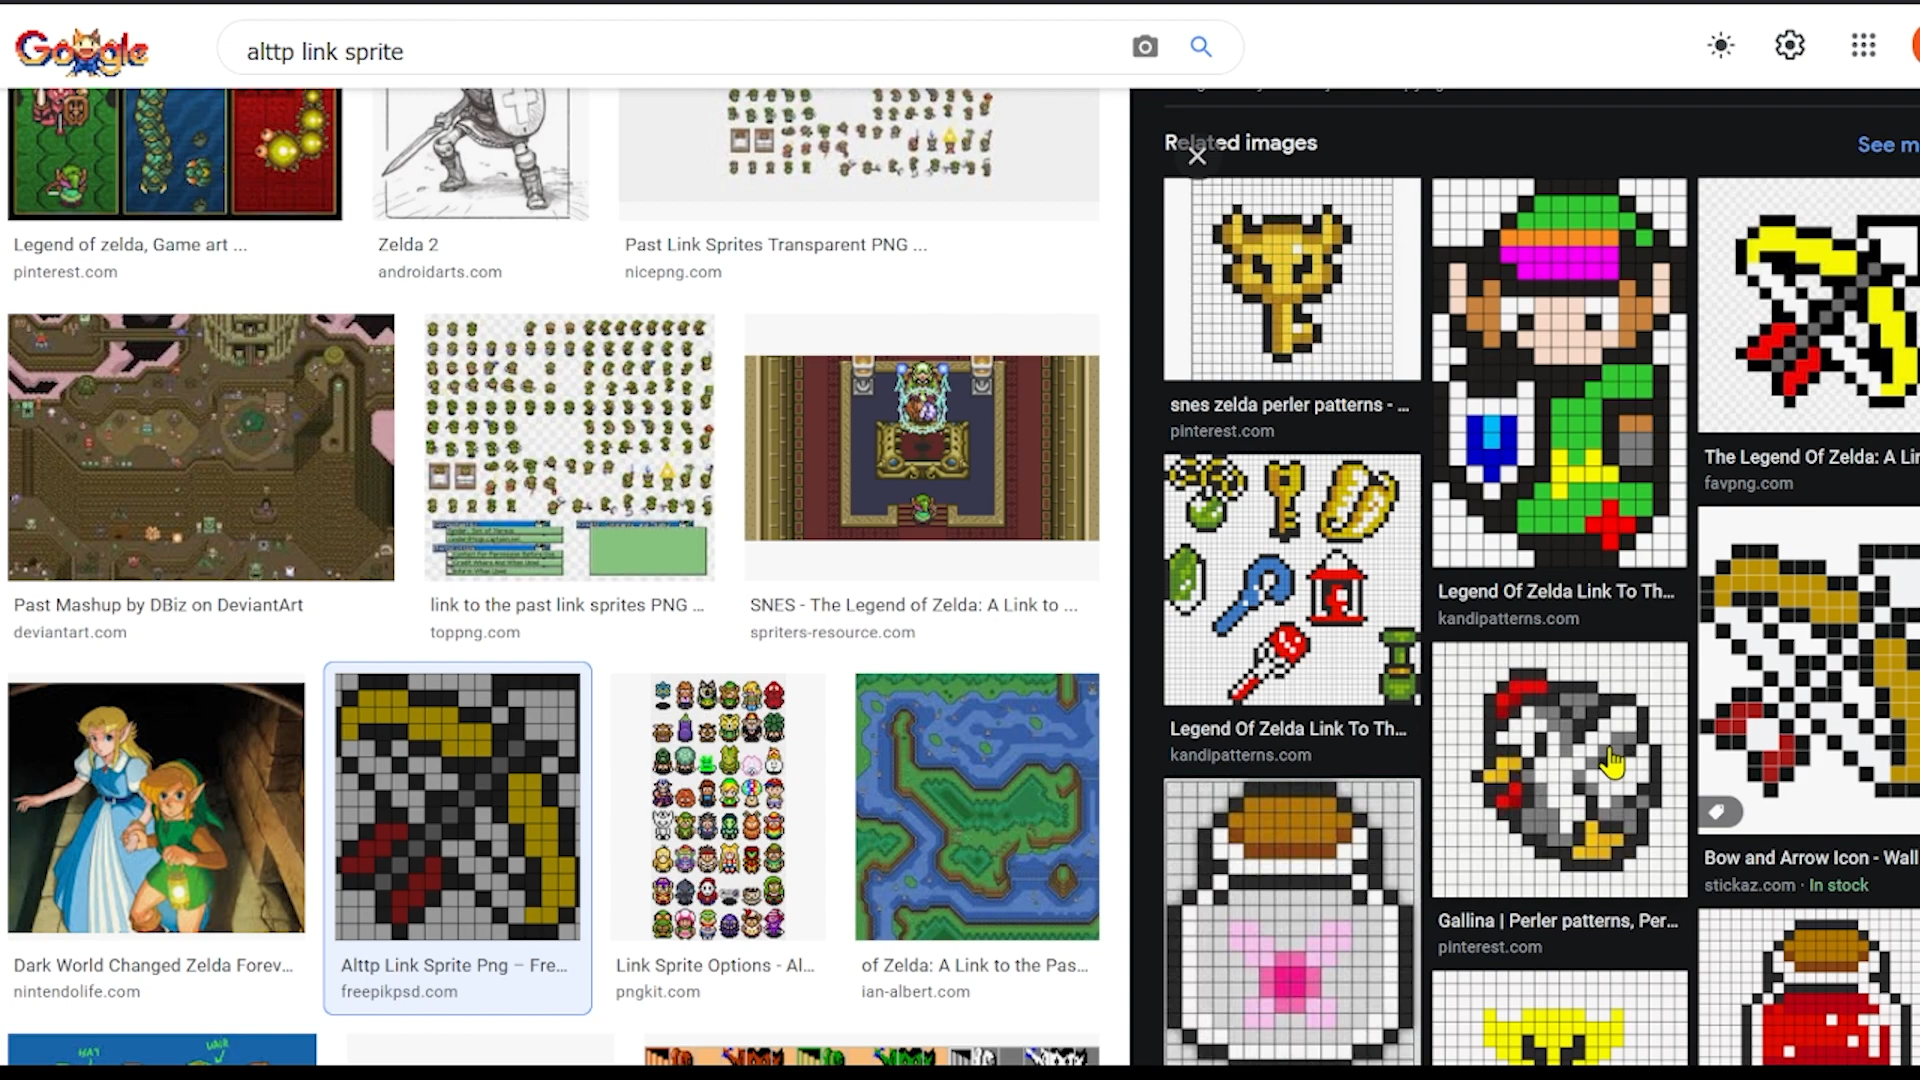 Google
alttp link sprite
Related images
See m
Legend of zelda, Game art ...
pinterest.com
Zelda 2
androidarts.com
Past Link Sprites Transparent PNG ...
nicepng.com
snes zelda perler patterns - ...
pinterest.com
The Legend Of Zelda: A Lin
favpng.com
Past Mashup by DBiz on DeviantArt
deviantart.com
link to the past link sprites PNG ...
toppng.com
SNES - The Legend of Zelda: A Link to ...
spriters-resource.com
Legend Of Zelda Link To Th...
kandipatterns.com
Legend Of Zelda Link To Th...
kandipatterns.com
Bow and Arrow Icon - Wall
stickaz.com · In stock
Gallina | Perler patterns, Per...
pinterest.com
Dark World Changed Zelda Forev...
nintendolife.com
Alttp Link Sprite Png – Fre...
freepikpsd.com
Link Sprite Options - Al...
pngkit.com
of Zelda: A Link to the Pas...
ian-albert.com
HAT
HAIR